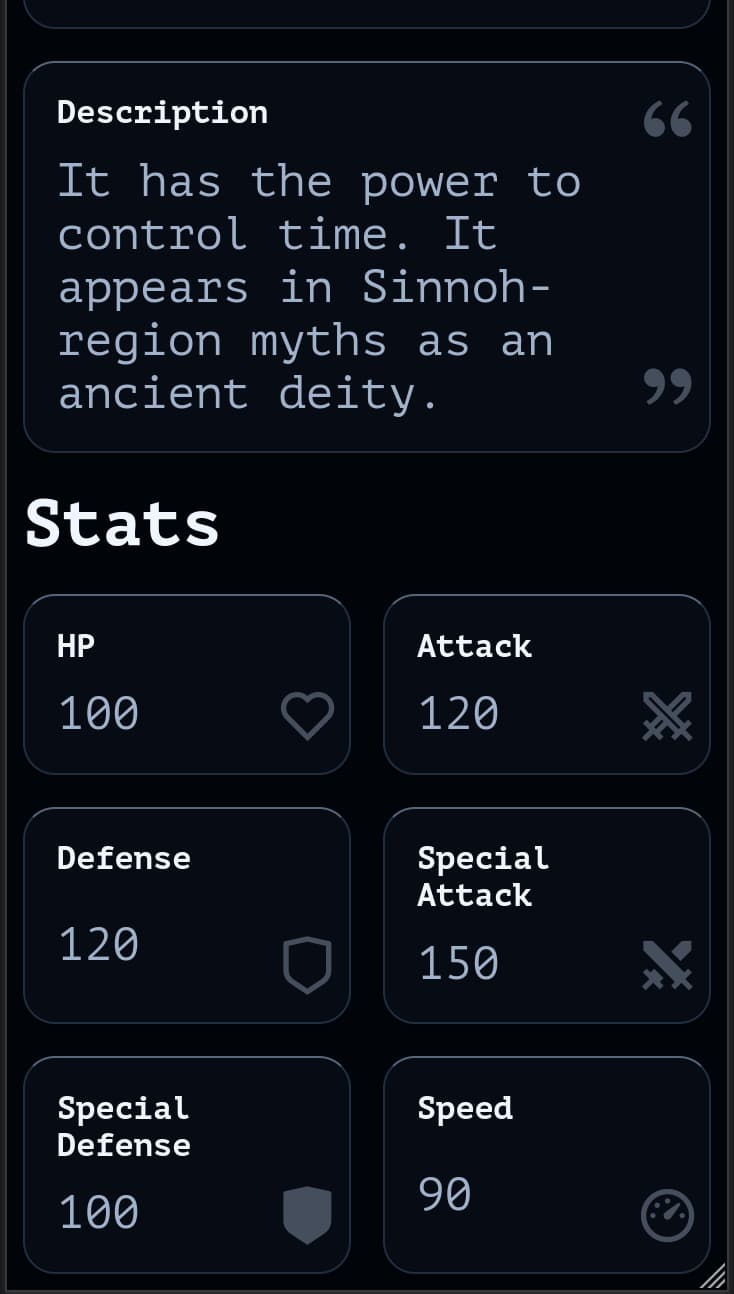 Description
It has the power to
control time. It
appears in Sinnoh-
region myths as an
ancient deity.
Stats
HP
100
Attack
120
Defense
120
Special
Attack
150
Special
Defense
100
Speed
90